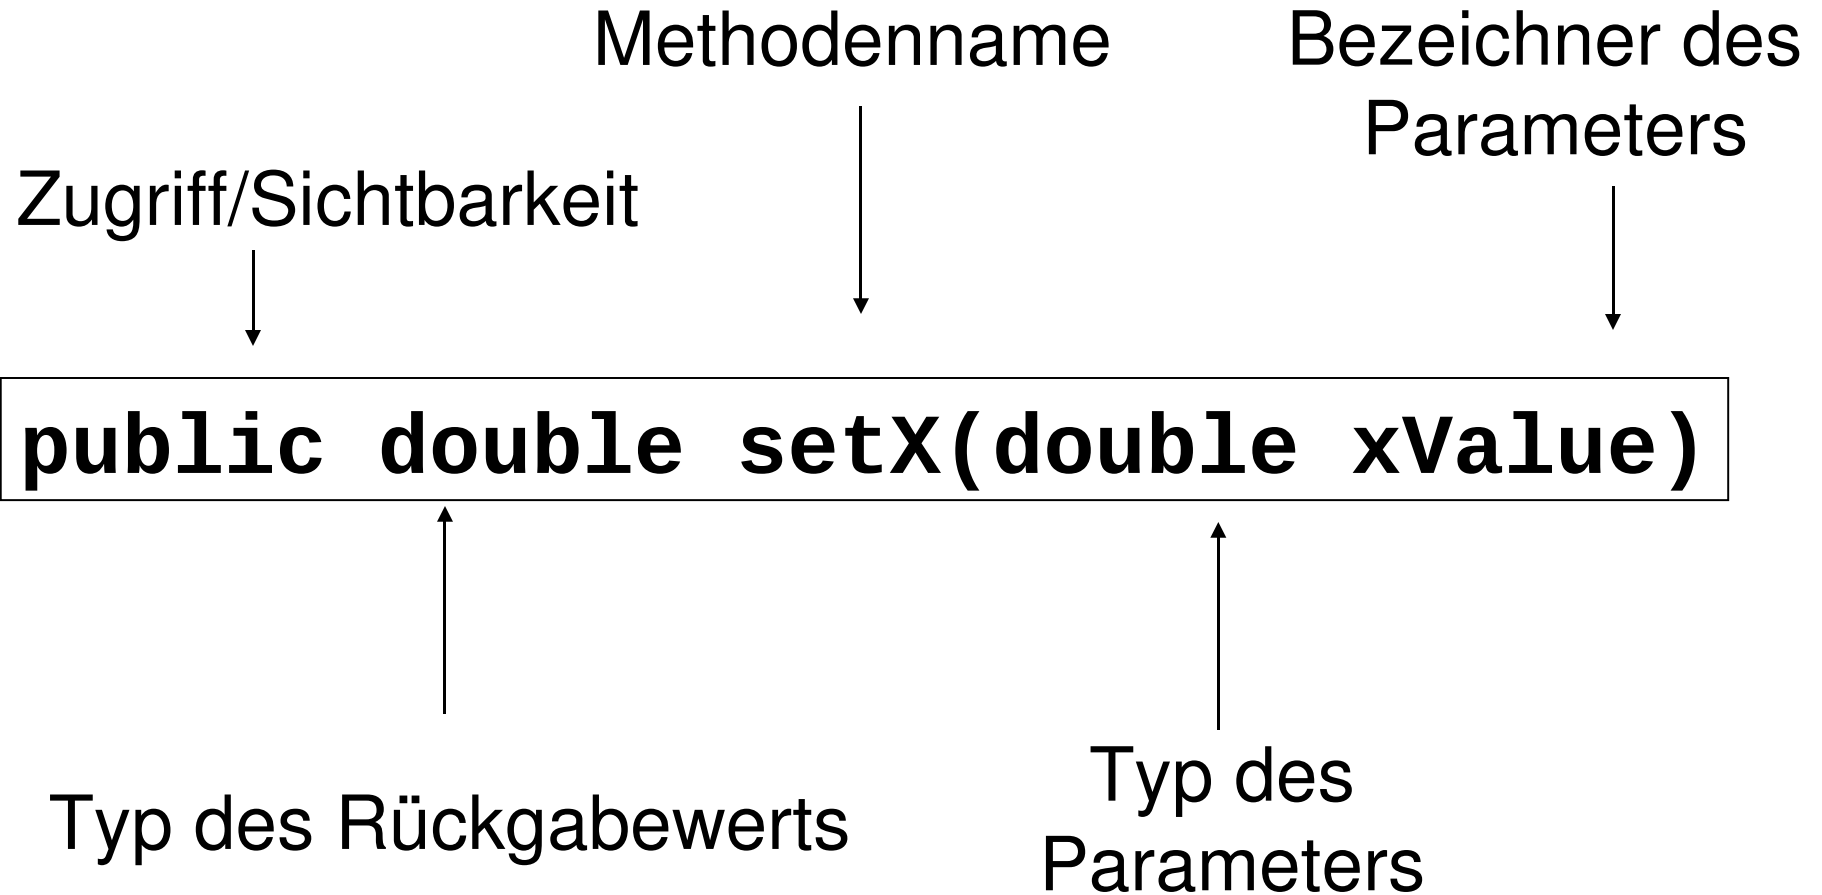 Methodenname
Bezeichner des
Parameters
Zugriff/Sichtbarkeit
public double setX(double xValue)
Typ des Rückgabewerts
Typ des
Parameters